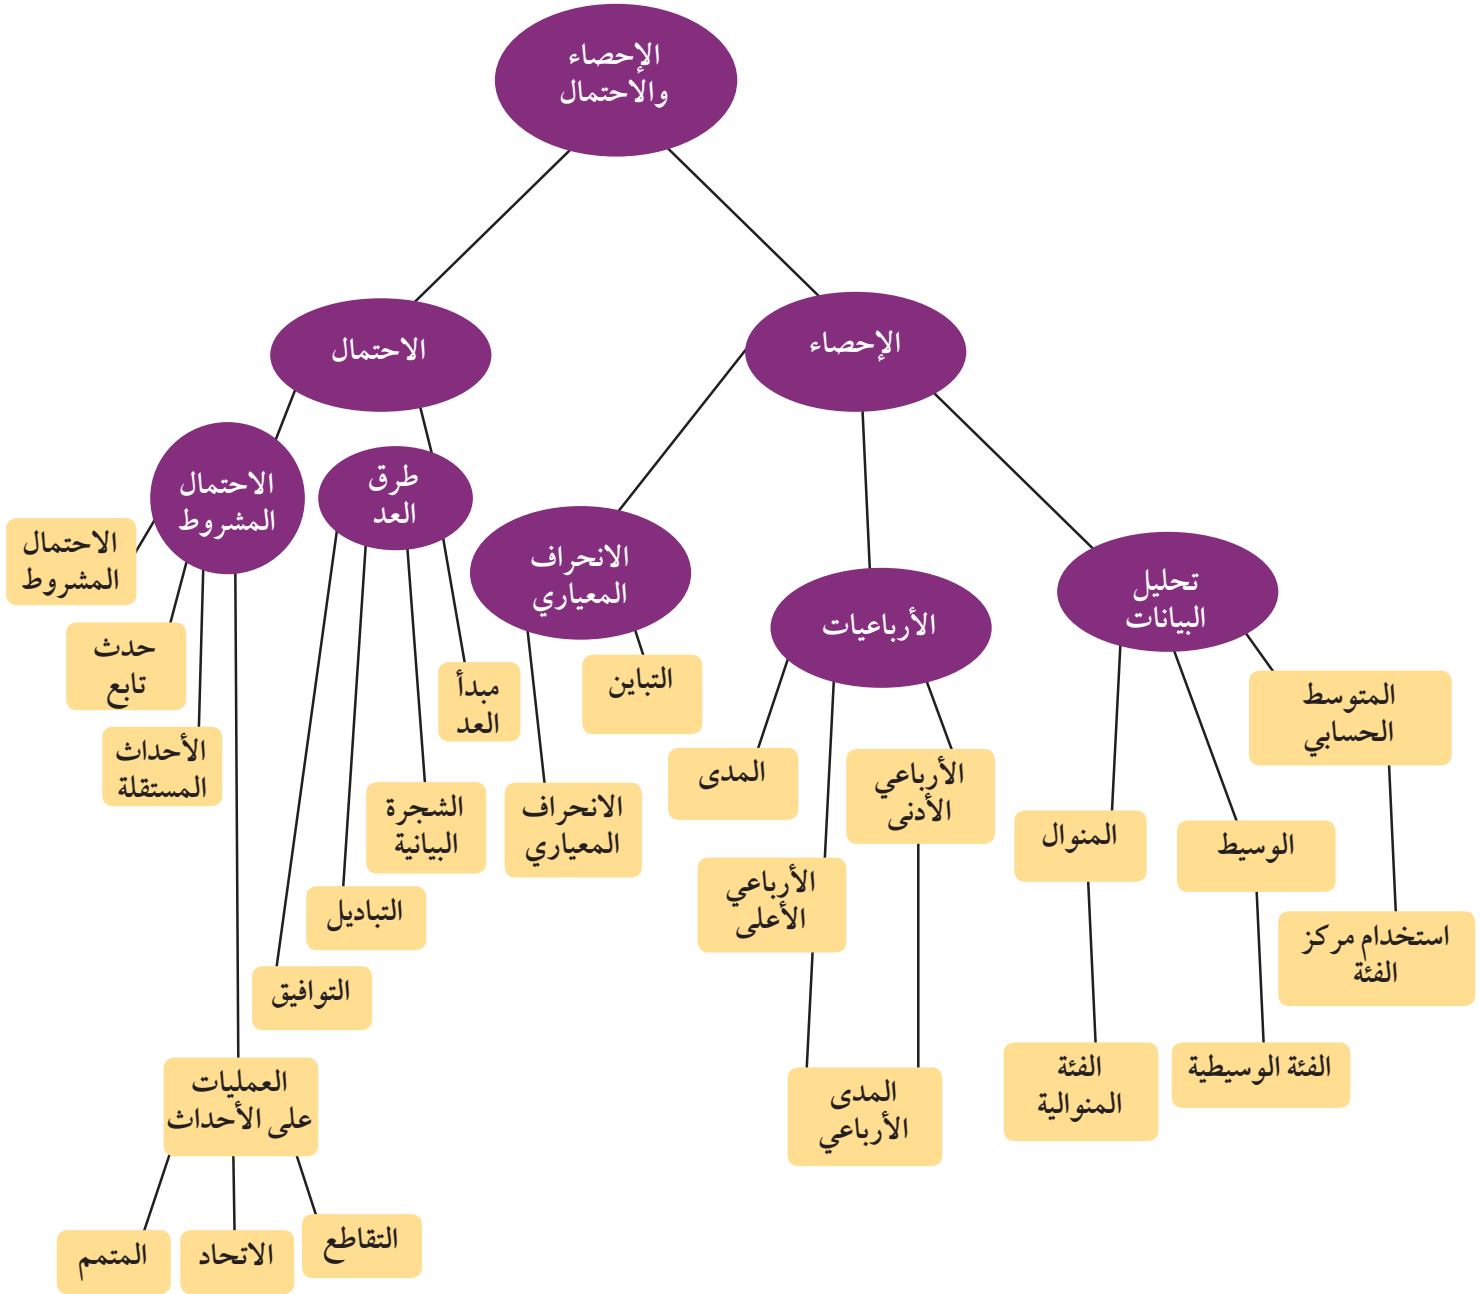 الإحصاء
والاحتمال
الإحصاء
الاحتمال
تحليل
البيانات
الأرباعيات
الانحراف
المعياري
طرق
العد
الاحتمال
المشروط
المتوسط
الحسابي
الوسيط
المنوال
استخدام مركز
الفئة
الفئة الوسيطية
الفئة
المنوالية
الأرباعي
الأدنى
الأرباعي
الأعلى
المدى
المدى
الأرباعي
التباين
الانحراف
المعياري
مبدأ
العد
الشجرة
البيانية
التباديل
التوافيق
الاحتمال
المشروط
حدث
تابع
الأحداث
المستقلة
العمليات
على الأحداث
التقاطع
الاتحاد
المتمم